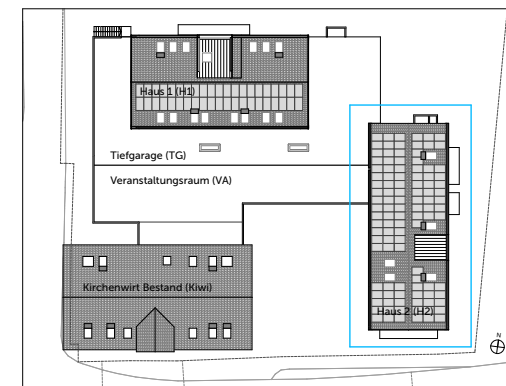 Haus 1 (H1)
Tiefgarage (TG)
Veranstaltungsraum (VA)
Kirchenwirt Bestand (Kiwi)
Haus 2 (H2)
N